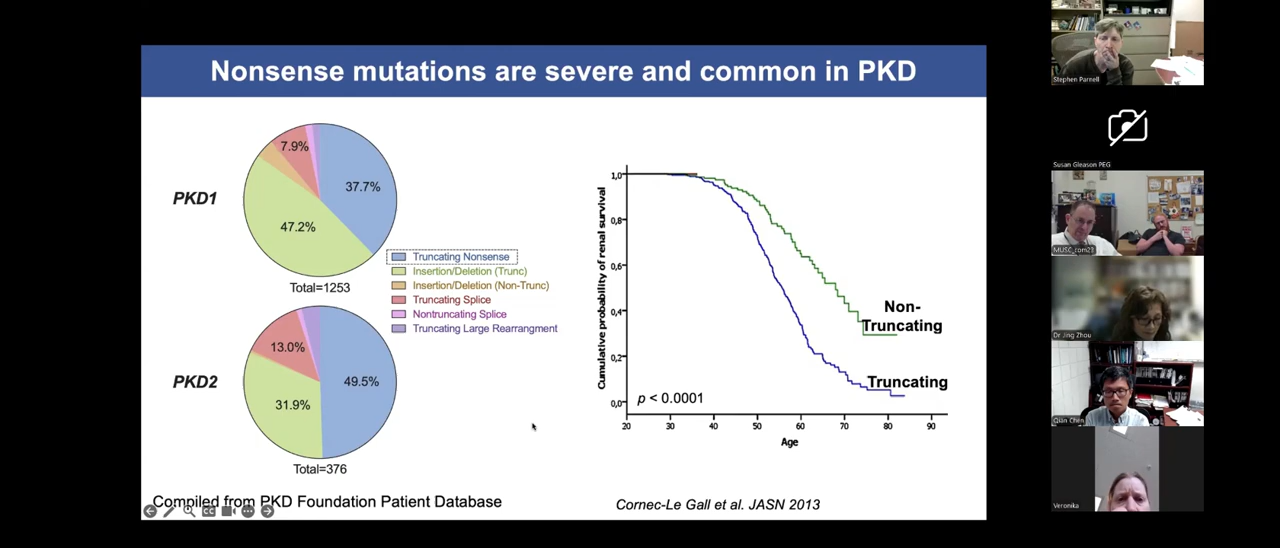 Nonsense mutations are severe and common in PKD
PKD1
7.9%
37.7%
47.2%
Total=1253
Truncating Nonsense
Insertion/Deletion (Trunc)
Insertion/Deletion (Non-Trunc)
Truncating Splice
Nontruncating Splice
Truncating Large Rearrangment
PKD2
13.0%
49.5%
31.9%
Total=376
Compiled from PKD Foundation Patient Database
Cumulative probability of renal survival
1,0
0,8
0,6
0,4
0,2
0,0
Non-
Truncating
Truncating
p < 0.0001
20 30 40 50 60 70 80 90
Age
Cornec-Le Gall et al. JASN 2013
Stephen Parnell
Susan Gleason PEG
Dr Jing Zhou
Qian Chen
Veronika